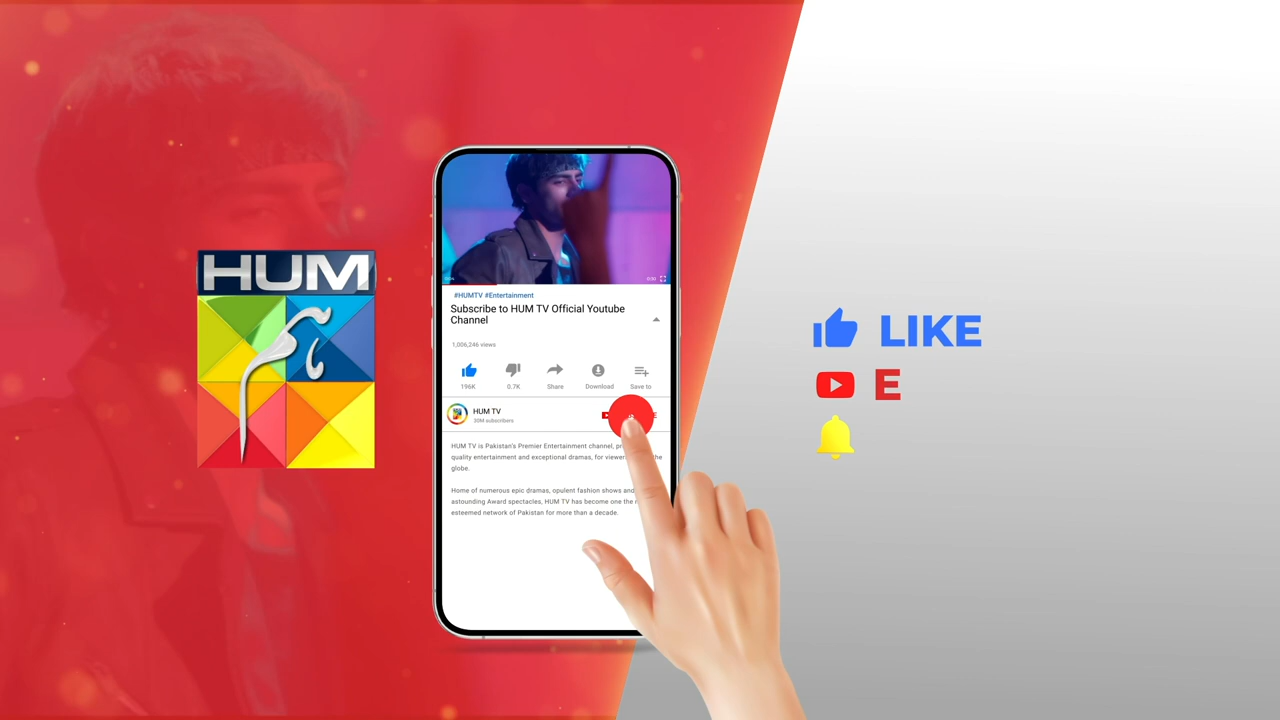 HUM
ہم
#HUMTV #Entertainment
Subscribe to HUM TV Official Youtube
Channel
1,006,246 views
196K
0.7K
Share
Download
Save to
HUM TV
30M subscribers
E
HUM TV is Pakistan's Premier Entertainment channel,
quality entertainment and exceptional dramas, for
globe.
Home of numerous epic dramas, opulent fashion shows and
astounding Award spectacles, HUM TV has become one the
esteemed network of Pakistan for more than a decade.
LIKE
E